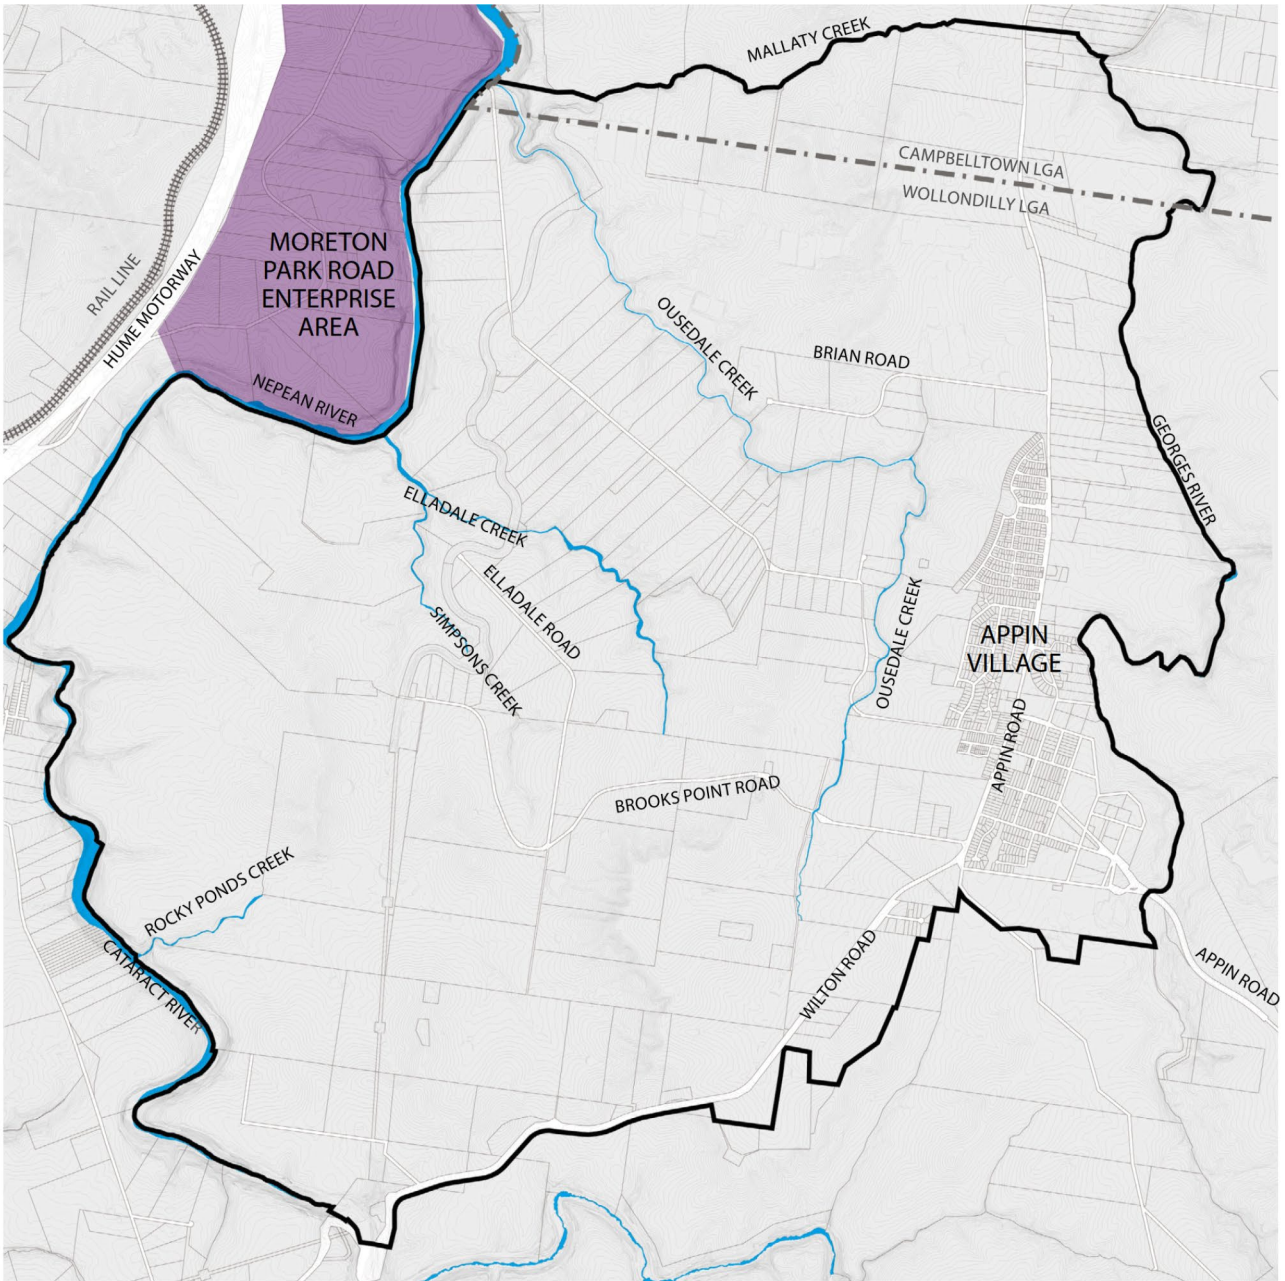 MALLATY CREEK
CAMPBELLTOWN LGA
WOLLONDILLY LGA
RAIL LINE
HUME MOTORWAY
MORETON
PARK ROAD
ENTERPRISE
AREA
NEPEAN RIVER
OUSEDALE CREEK
BRIAN ROAD
GEORGES RIVER
ELLADALE CREEK
ELLADALE ROAD
SIMPSONS CREEK
OUSEDALE CREEK
APPIN
VILLAGE
APPIN ROAD
BROOKS POINT ROAD
ROCKY PONDS CREEK
CATARACT RIVER
WILTON ROAD
APPIN ROAD